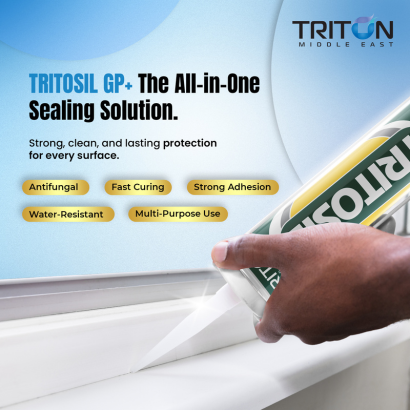 TRITON
MIDDLE EAST
TRITOSIL GP+ The All-in-One
Sealing Solution.
Strong, clean, and lasting protection
for every surface.
Antifungal
Fast Curing
Strong Adhesion
Water-Resistant
Multi-Purpose Use
TRITOSIL